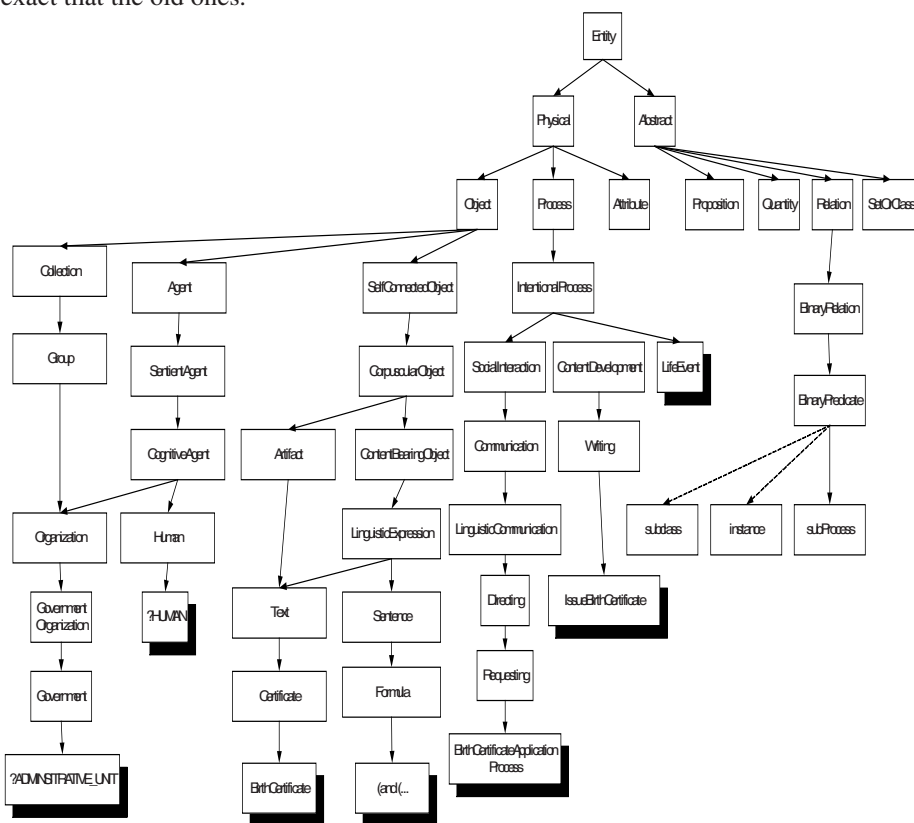 exact that the old ones.
Entity
Physical
Abstract
Object
Process
Attribute
Proposition
Quantity
Relation
SetOrClass
Collection
Agent
SelfConnectedObject
IntentionalProcess
BinaryRelation
Group
SentientAgent
CorpuscularObject
SocialInteraction
ContentDevelopment
LifeEvent
BinaryPredicate
CognitiveAgent
Artifact
ContentBearingObject
Communication
Writing
Organization
Human
LinguisticExpression
LinguisticCommunication
subclass
instance
subProcess
Government
Organization
?HUMAN
Text
Sentence
Directing
IssueBirthCertificate
Government
Certificate
Formula
Requesting
?ADMINSITRATIVE_UNIT
BirthCertificate
(and (...
BirthCertificateApplication
Process